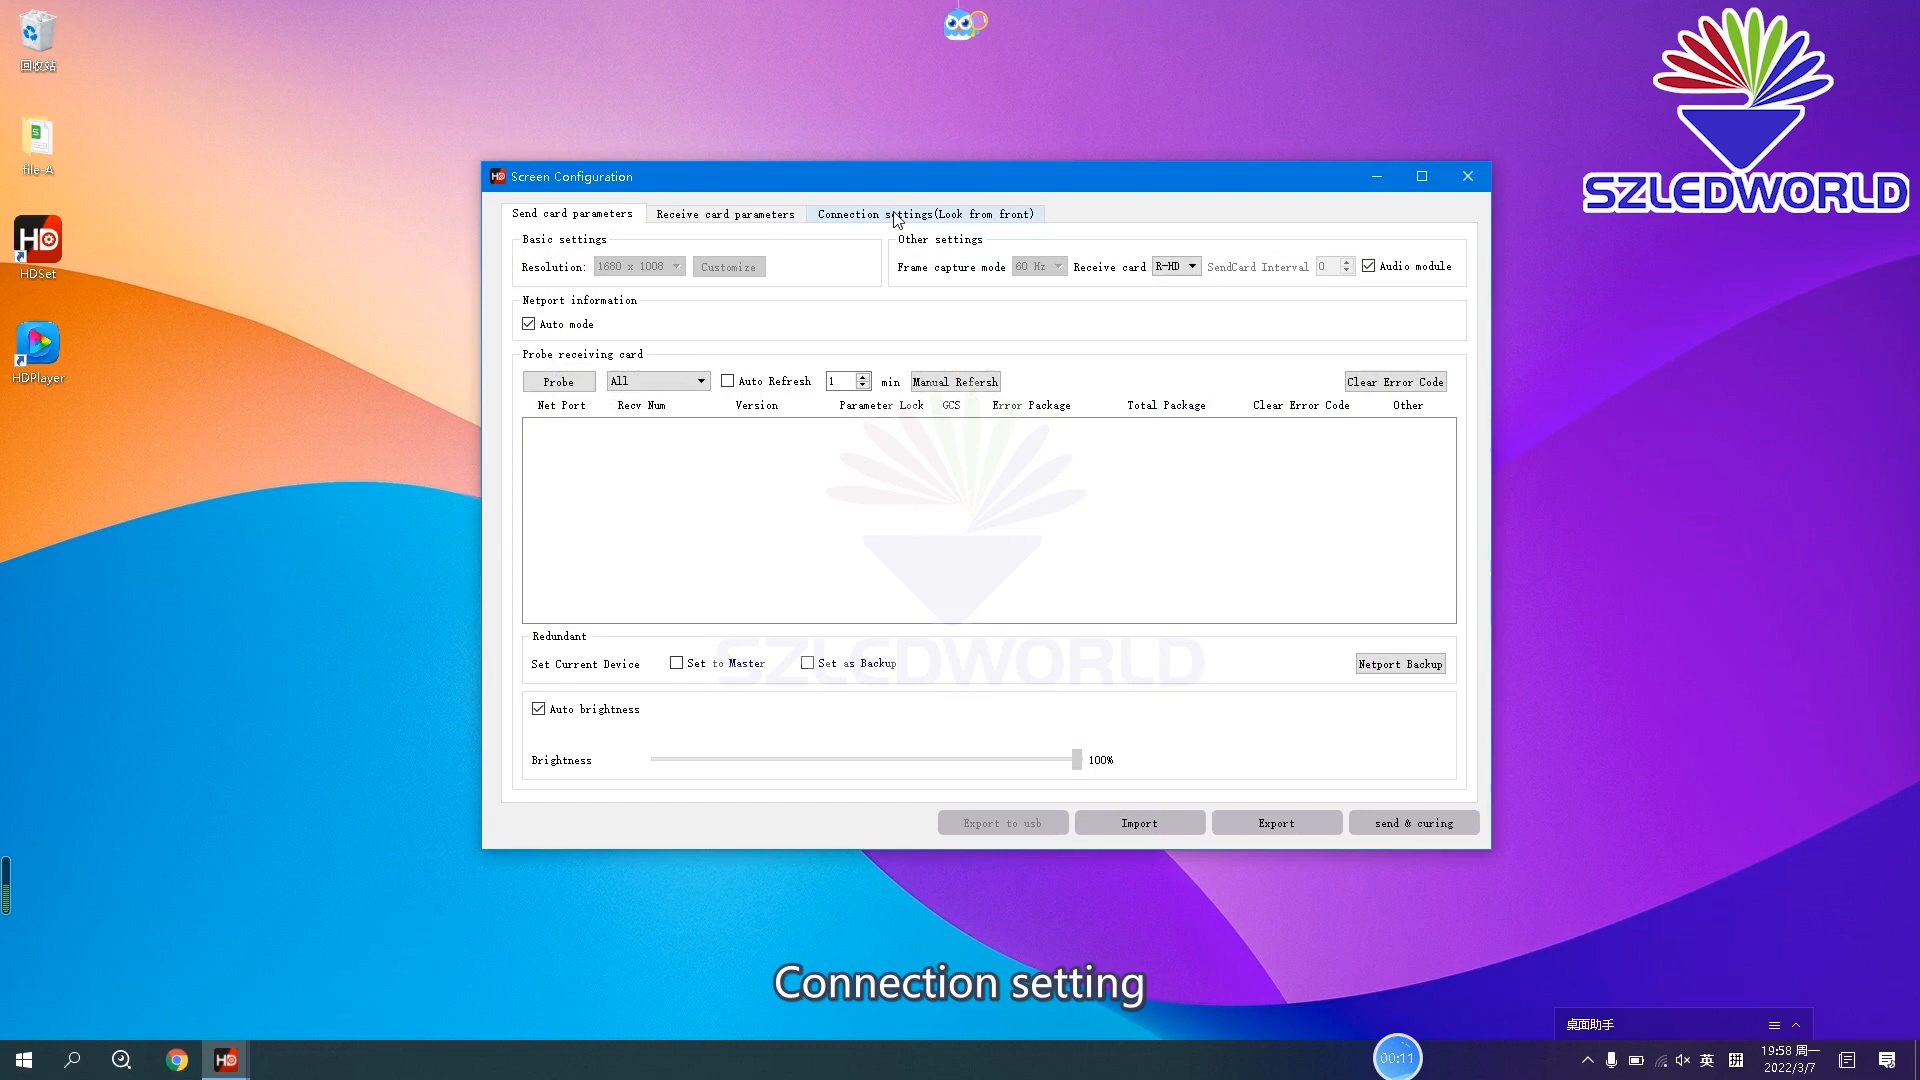 回收站
file-A
HDSet
HDPlayer
SZLEDWORLD
Screen Configuration
Send card parameters
Receive card parameters
Connection settings(Look from front)
Basic settings
Resolution:
1680 x 1008
Customize
Other settings
Frame capture mode
60 Hz
Receive card
R-HD
SendCard Interval
0
Audio module
Netport information
Auto mode
Probe receiving card
Probe
All
Auto Refresh
1
min
Manual Refersh
Clear Error Code
Net Port
Recv Num
Version
Parameter Lock
GCS
Error Package
Total Package
Clear Error Code
Other
SZLEDWORLD
Redundant
Set Current Device
Set to Master
Set as Backup
Netport Backup
Auto brightness
Brightness
100%
Export to usb
Import
Export
send & curing
Connection setting
桌面助手
HD
00:11
英
拼
19:58 周一
2022/3/7